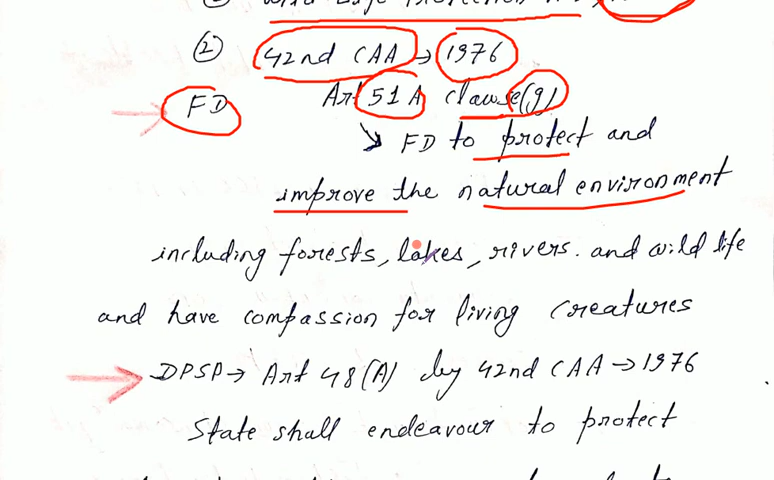 ② 42nd CAA → 1976
FD Art 51A clause (g)
↘ FD to protect and
improve the natural environment
including forests, lakes, rivers. and wild life
and have compassion for living creatures
→ DPSP → Art 48(A) by 42nd CAA → 1976
State shall endeavour to protect